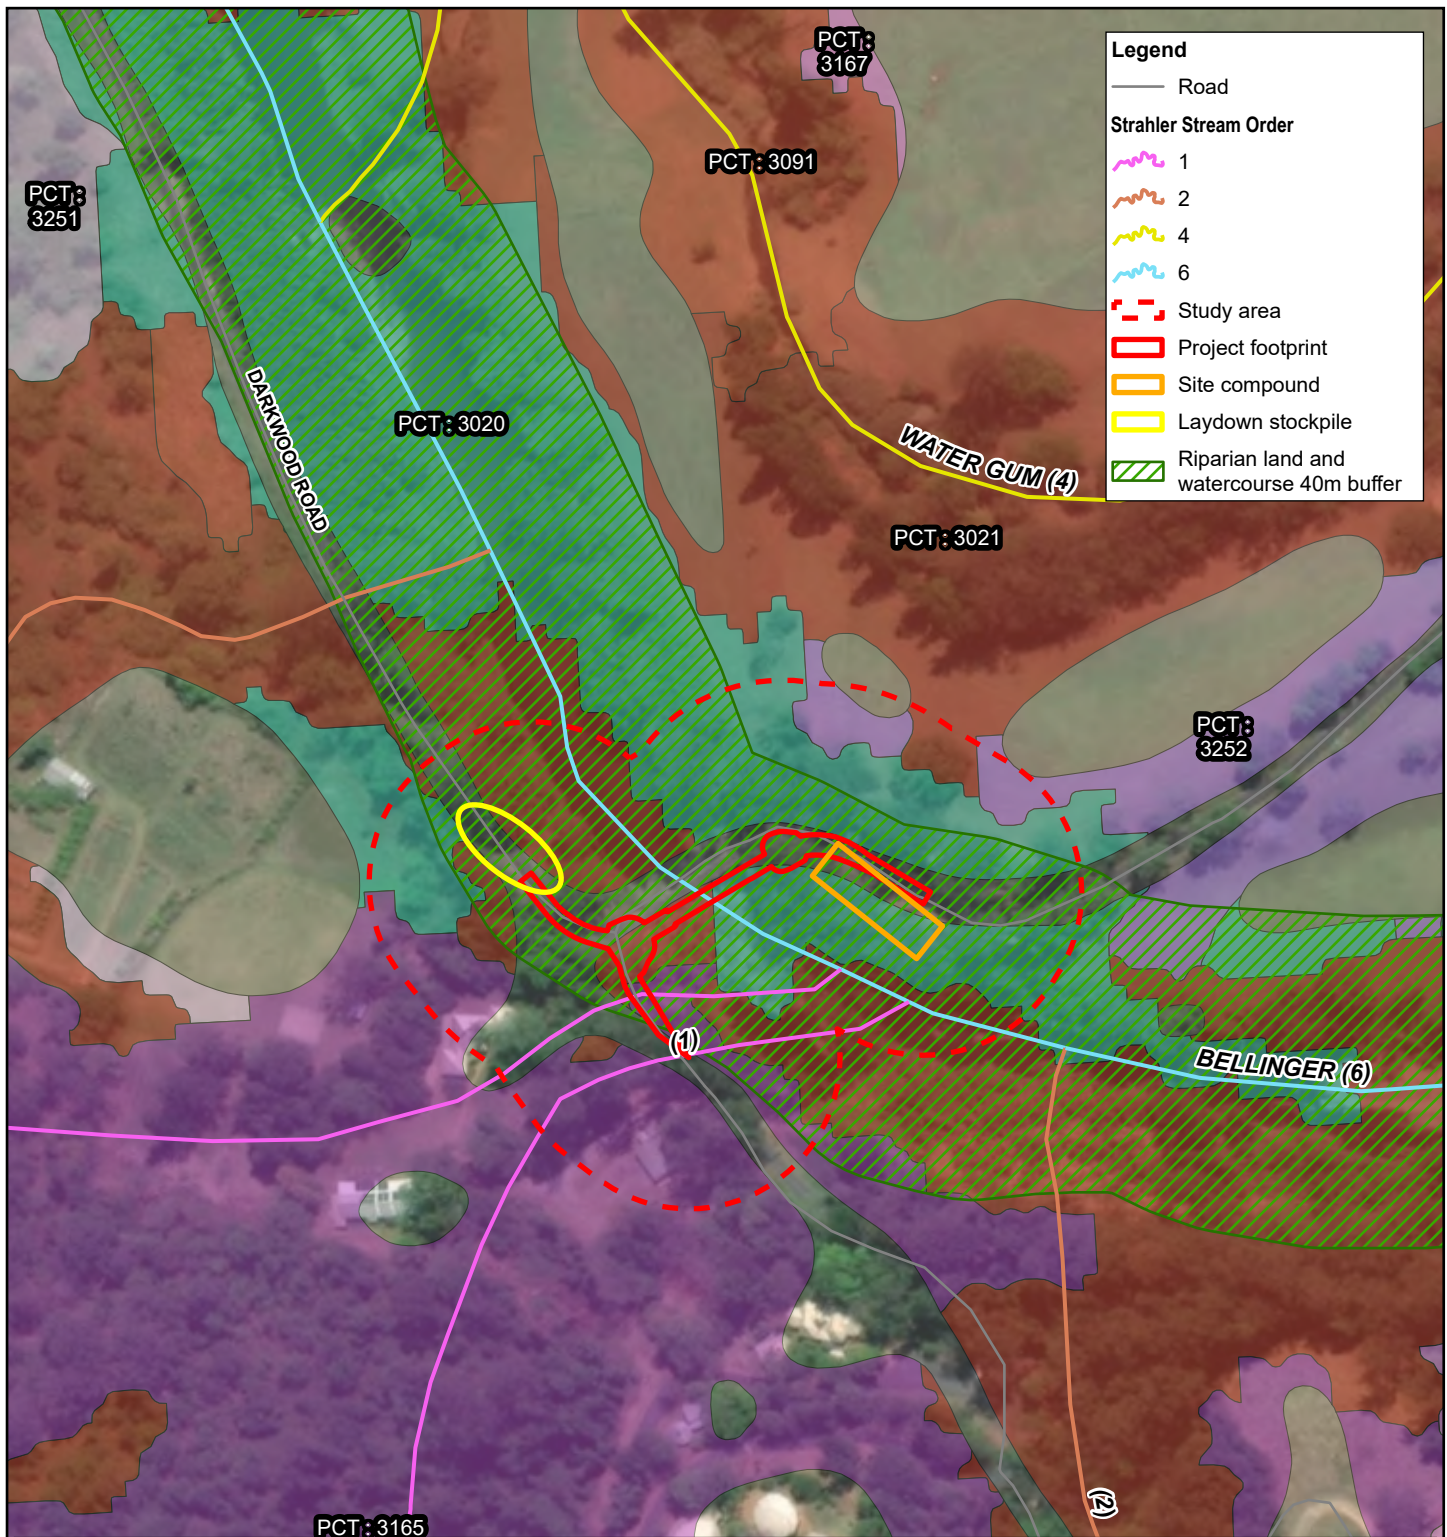 PCT :
3167
Legend
Road
Strahler Stream Order
1
2
4
6
Study area
Project footprint
Site compound
Laydown stockpile
Riparian land and
watercourse 40m buffer
PCT : 3091
PCT :
3251
DARKWOOD ROAD
PCT : 3020
WATER GUM (4)
PCT : 3021
PCT :
3252
(1)
BELLINGER (6)
(2)
PCT : 3165